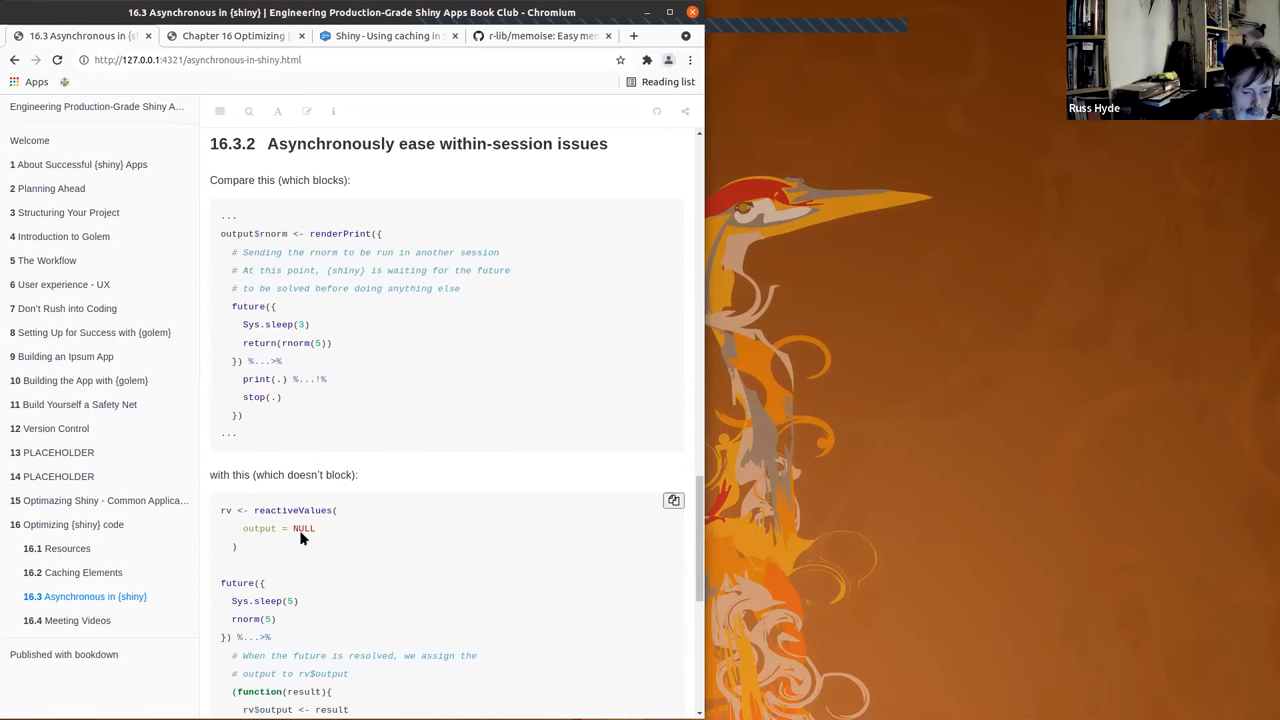 16.3 Asynchronous in {shiny} | Engineering Production-Grade Shiny Apps Book Club - Chromium
16.3 Asynchronous in {sh
Chapter 16 Optimizing {
Shiny - Using caching in
r-lib/memoise: Easy mem
http://127.0.0.1:4321/asynchronous-in-shiny.html
Apps
Reading list
Russ Hyde
Engineering Production-Grade Shiny A…
Welcome
1 About Successful {shiny} Apps
2 Planning Ahead
3 Structuring Your Project
4 Introduction to Golem
5 The Workflow
6 User experience - UX
7 Don't Rush into Coding
8 Setting Up for Success with {golem}
9 Building an Ipsum App
10 Building the App with {golem}
11 Build Yourself a Safety Net
12 Version Control
13 PLACEHOLDER
14 PLACEHOLDER
15 Optimazing Shiny - Common Applica…
16 Optimizing {shiny} code
16.1 Resources
16.2 Caching Elements
16.3 Asynchronous in {shiny}
16.4 Meeting Videos
Published with bookdown
16.3.2 Asynchronously ease within-session issues
Compare this (which blocks):
...
output$rnorm <- renderPrint({
# Sending the rnorm to be run in another session
# At this point, {shiny} is waiting for the future
# to be solved before doing anything else
future({
Sys.sleep(3)
return(rnorm(5))
}) %...>%
print(.) %...!%
stop(.)
})
...
with this (which doesn't block):
rv <- reactiveValues(
output = NULL
)
future({
Sys.sleep(5)
rnorm(5)
}) %...>%
# When the future is resolved, we assign the
# output to rv$output
(function(result){
rv$output <- result